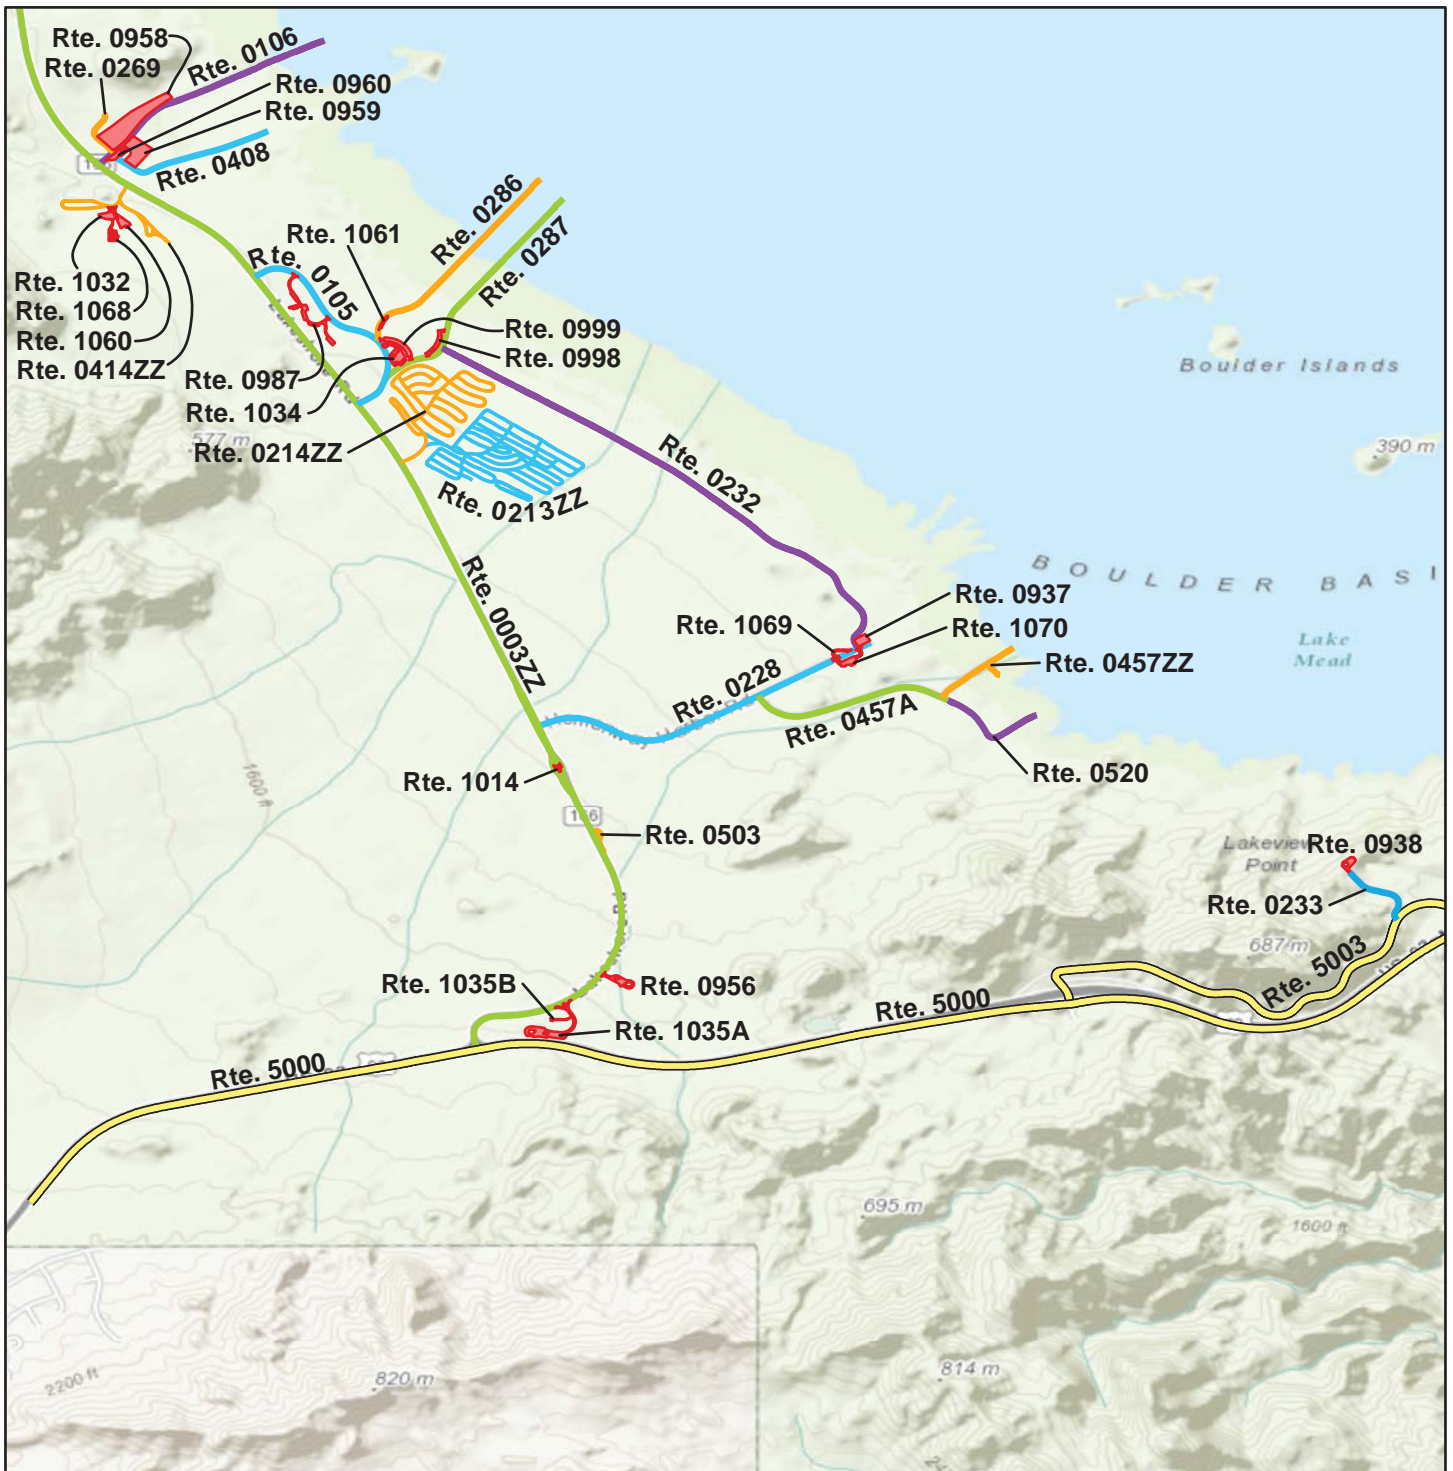 Rte. 0958
Rte. 0106
Rte. 0269
Rte. 0960
Rte. 0959
Rte. 0408
Rte. 0286
Rte. 0287
Rte. 1061
Rte. 0105
Rte. 1032
Rte. 1068
Rte. 1060
Rte. 0414ZZ
Rte. 0999
Rte. 0998
Rte. 0987
Rte. 1034
577 m
Rte. 0214ZZ
Rte. 0213ZZ
Rte. 0232
Boulder Islands
390 m
BOULDER BASI
Rte. 0003ZZ
Rte. 0937
Rte. 1069
Rte. 1070
Lake
Mead
Rte. 0457ZZ
Rte. 0228
Rte. 0457A
Rte. 0520
1600 ft
Rte. 1014
Rte. 0503
Lakeview
Point
Rte. 0938
Rte. 0233
687 m
Rte. 5003
Rte. 1035B
Rte. 0956
Rte. 5000
Rte. 1035A
Rte. 5000
695 m
1600 ft
814 m
820 m
2200 ft